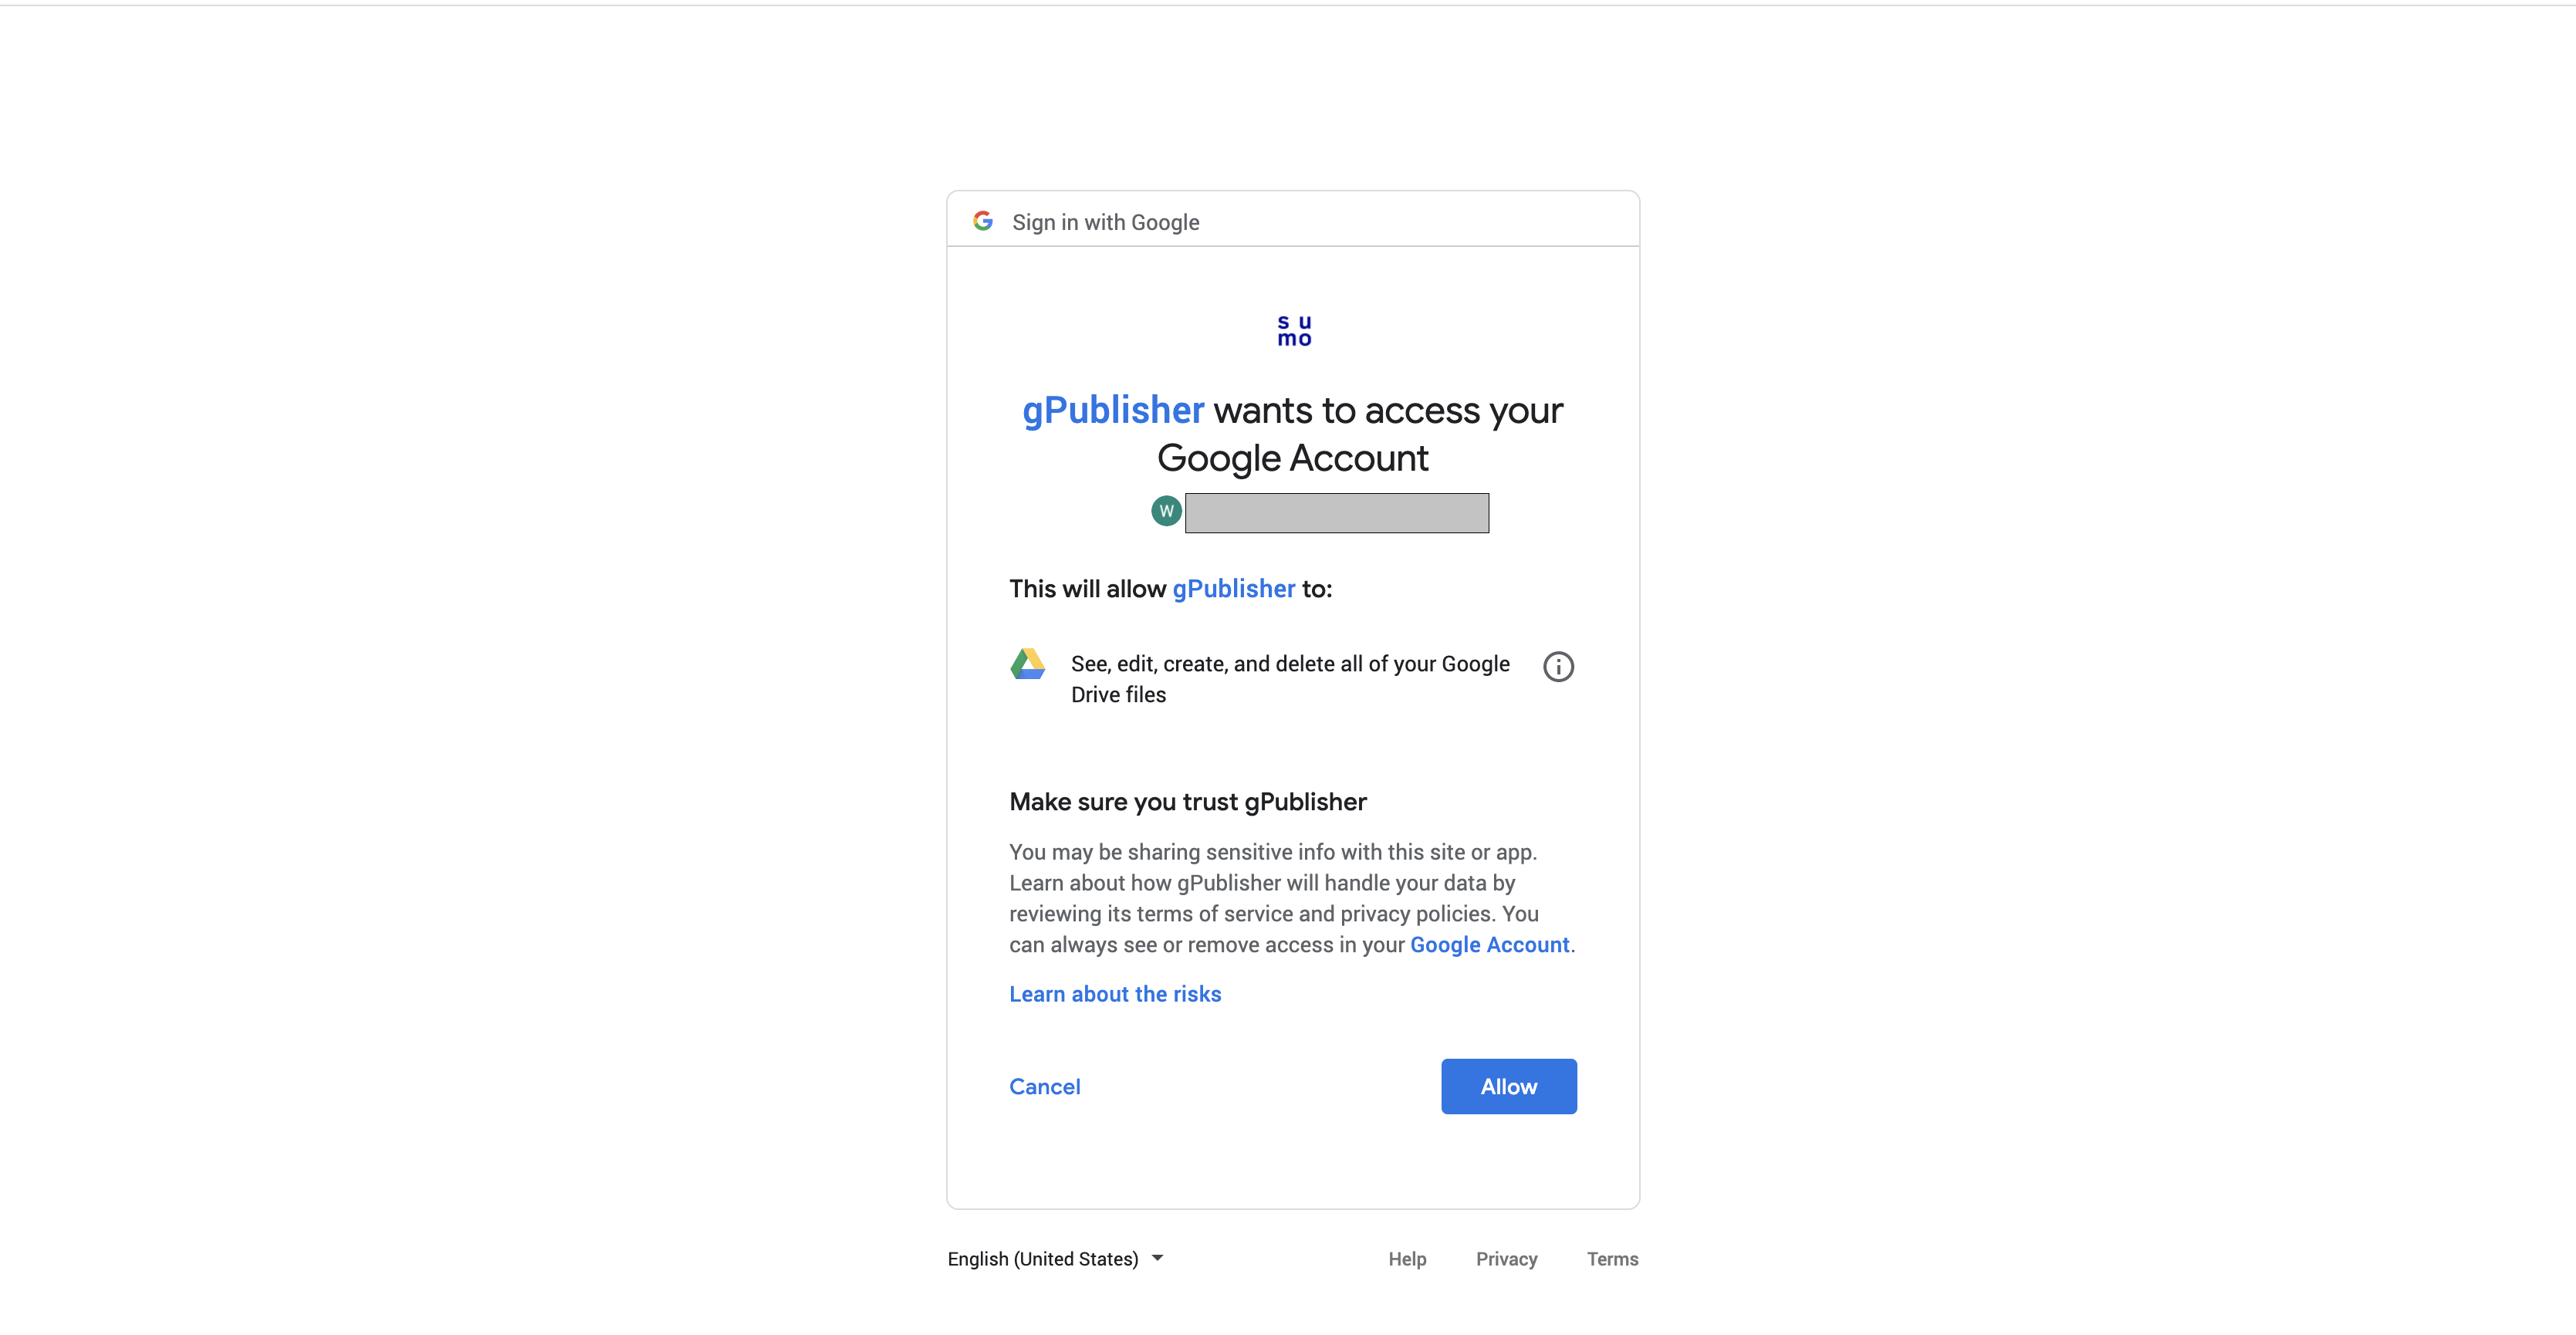 Sign in with Google
s u
mo
gPublisher wants to access your
Google Account
W
This will allow gPublisher to:
See, edit, create, and delete all of your Google
Drive files
Make sure you trust gPublisher
You may be sharing sensitive info with this site or app.
Learn about how gPublisher will handle your data by
reviewing its terms of service and privacy policies. You
can always see or remove access in your Google Account.
Learn about the risks
Cancel
Allow
English (United States)
Help
Privacy
Terms